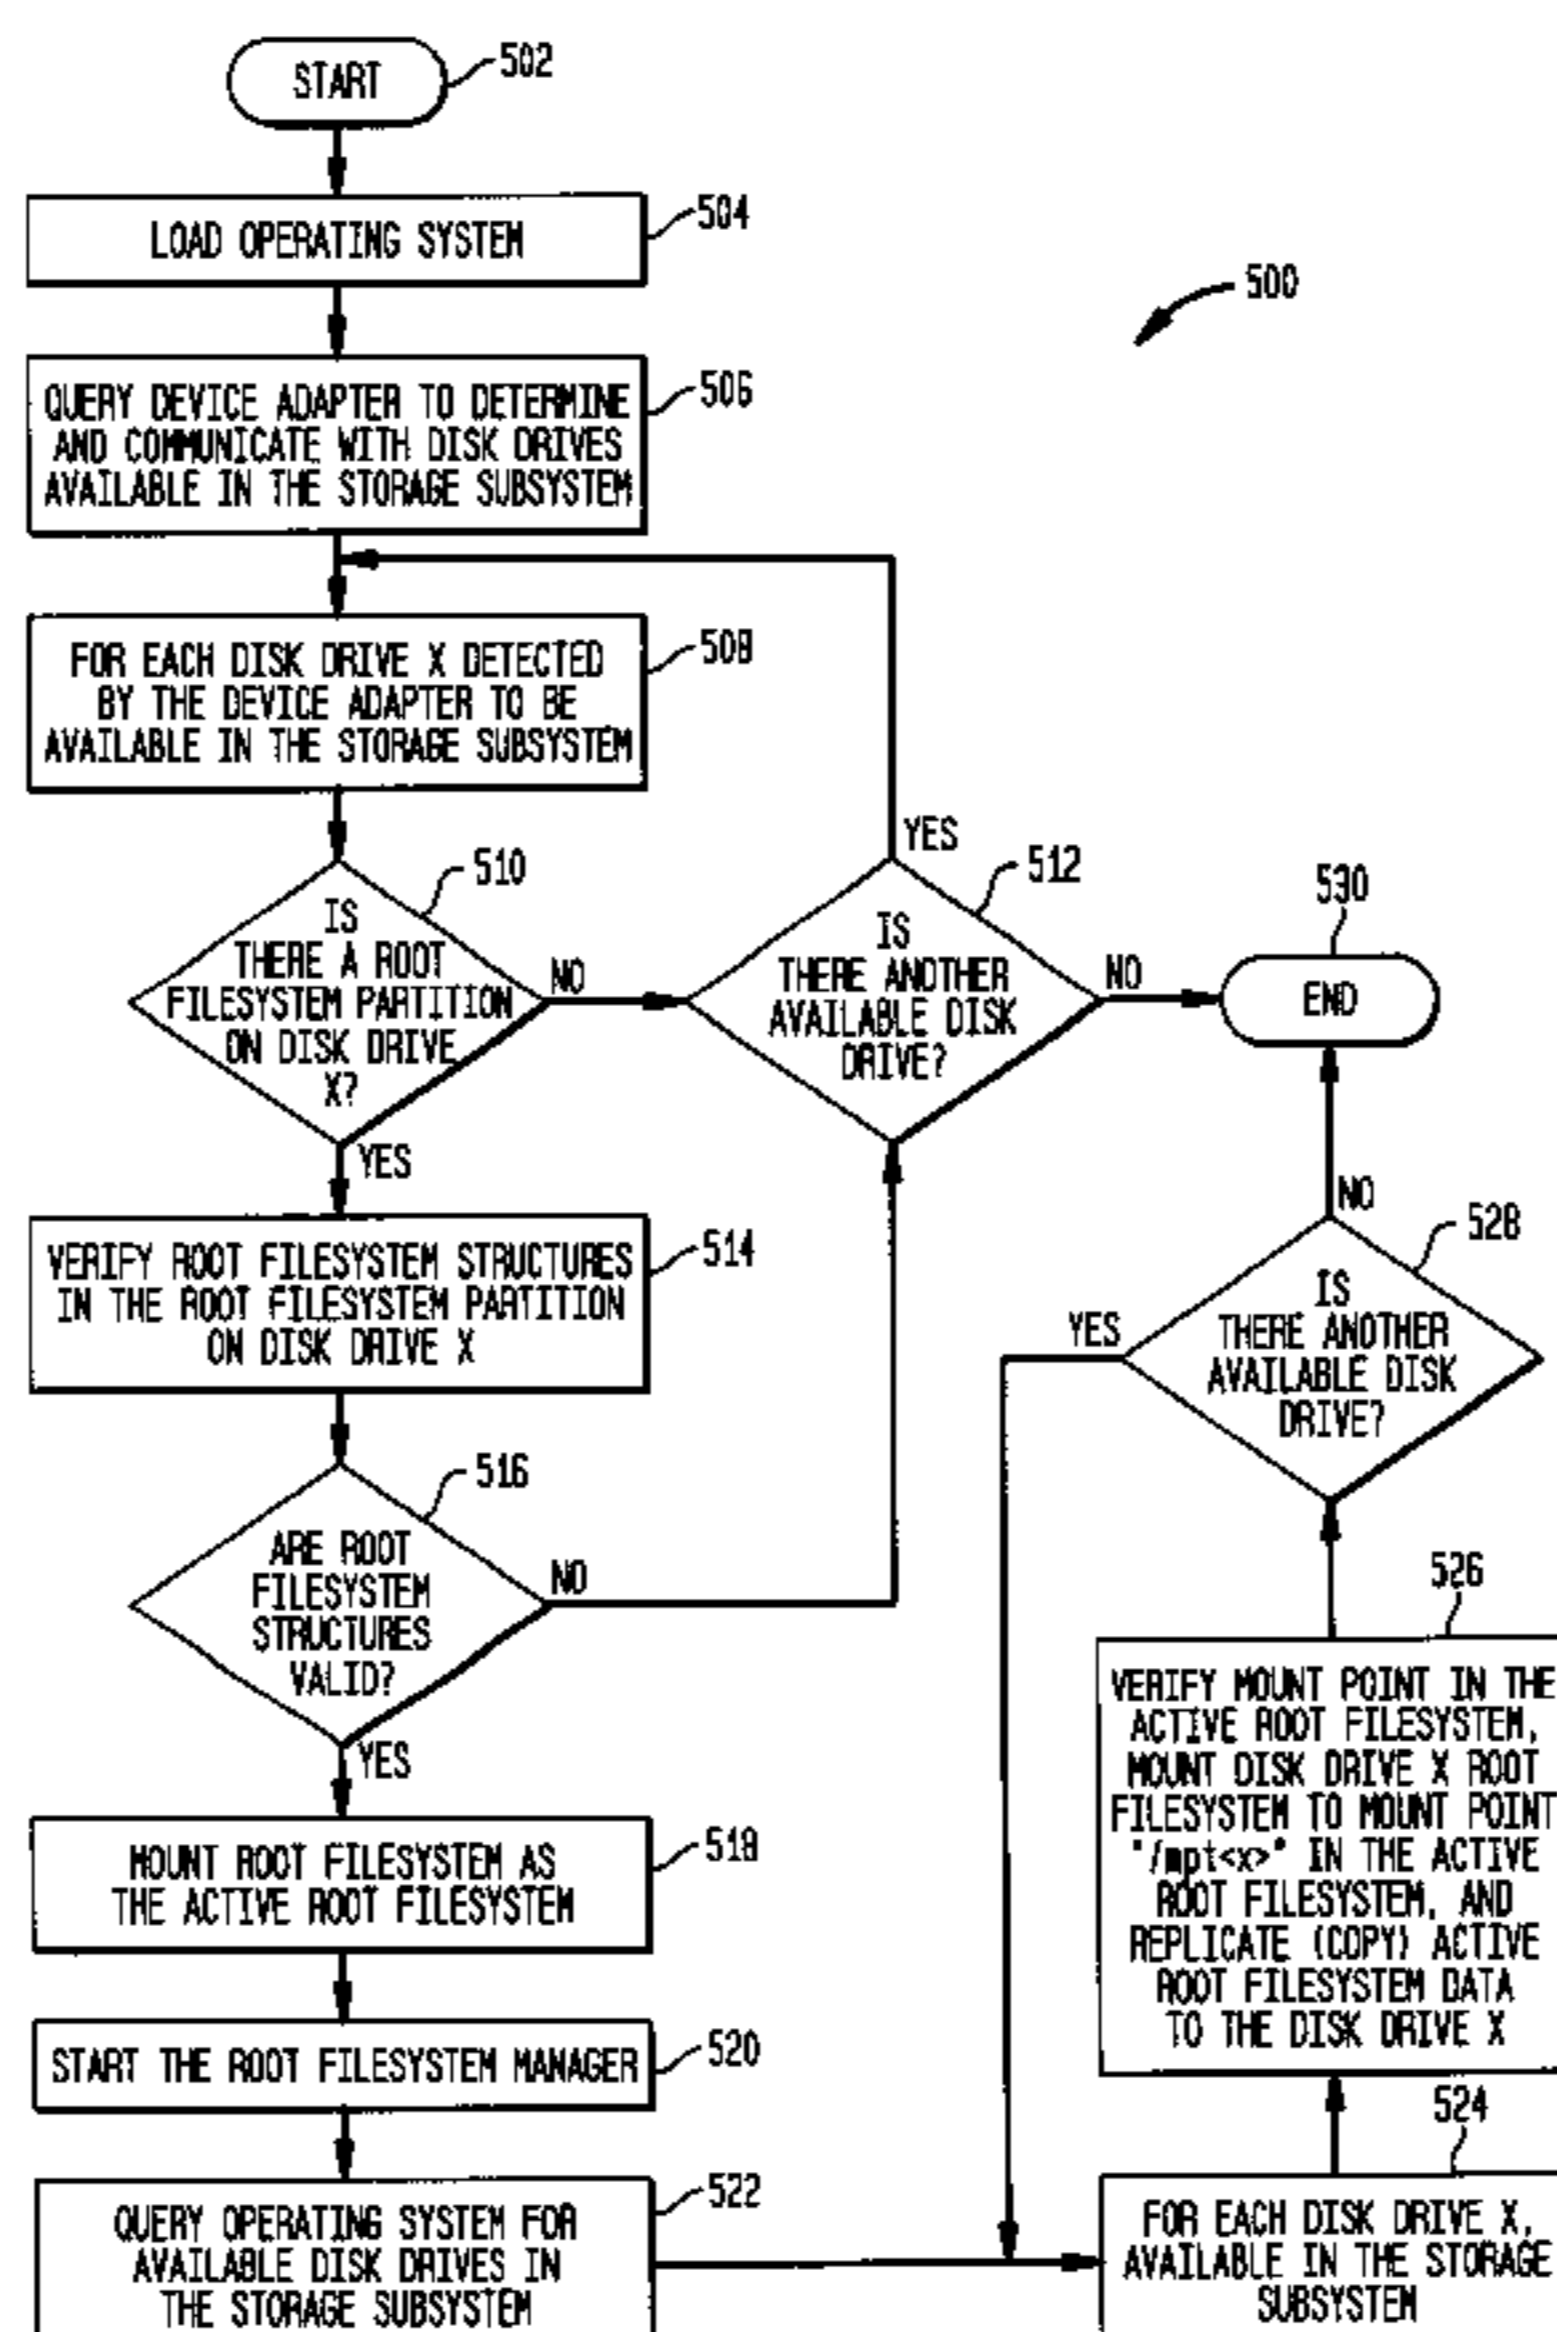 START
502
LOAD OPERATING SYSTEM
504
500
QUERY DEVICE ADAPTER TO DETERMINE
AND COMMUNICATE WITH DISK DRIVES
AVAILABLE IN THE STORAGE SUBSYSTEM
506
FOR EACH DISK DRIVE X DETECTED
BY THE DEVICE ADAPTER TO BE
AVAILABLE IN THE STORAGE SUBSYSTEM
508
IS
THERE A ROOT
FILESYSTEM PARTITION
ON DISK DRIVE
X?
510
NO
YES
IS
THERE ANOTHER
AVAILABLE DISK
DRIVE?
512
YES
NO
END
530
VERIFY ROOT FILESYSTEM STRUCTURES
IN THE ROOT FILESYSTEM PARTITION
ON DISK DRIVE X
514
ARE ROOT
FILESYSTEM
STRUCTURES
VALID?
516
NO
YES
MOUNT ROOT FILESYSTEM AS
THE ACTIVE ROOT FILESYSTEM
518
START THE ROOT FILESYSTEM MANAGER
520
QUERY OPERATING SYSTEM FOR
AVAILABLE DISK DRIVES IN
THE STORAGE SUBSYSTEM
522
FOR EACH DISK DRIVE X,
AVAILABLE IN THE STORAGE
SUBSYSTEM
524
VERIFY MOUNT POINT IN THE
ACTIVE ROOT FILESYSTEM,
MOUNT DISK DRIVE X ROOT
FILESYSTEM TO MOUNT POINT
"/mpt<x>" IN THE ACTIVE
ROOT FILESYSTEM, AND
REPLICATE (COPY) ACTIVE
ROOT FILESYSTEM DATA
TO THE DISK DRIVE X
526
IS
THERE ANOTHER
AVAILABLE DISK
DRIVE?
528
YES
NO